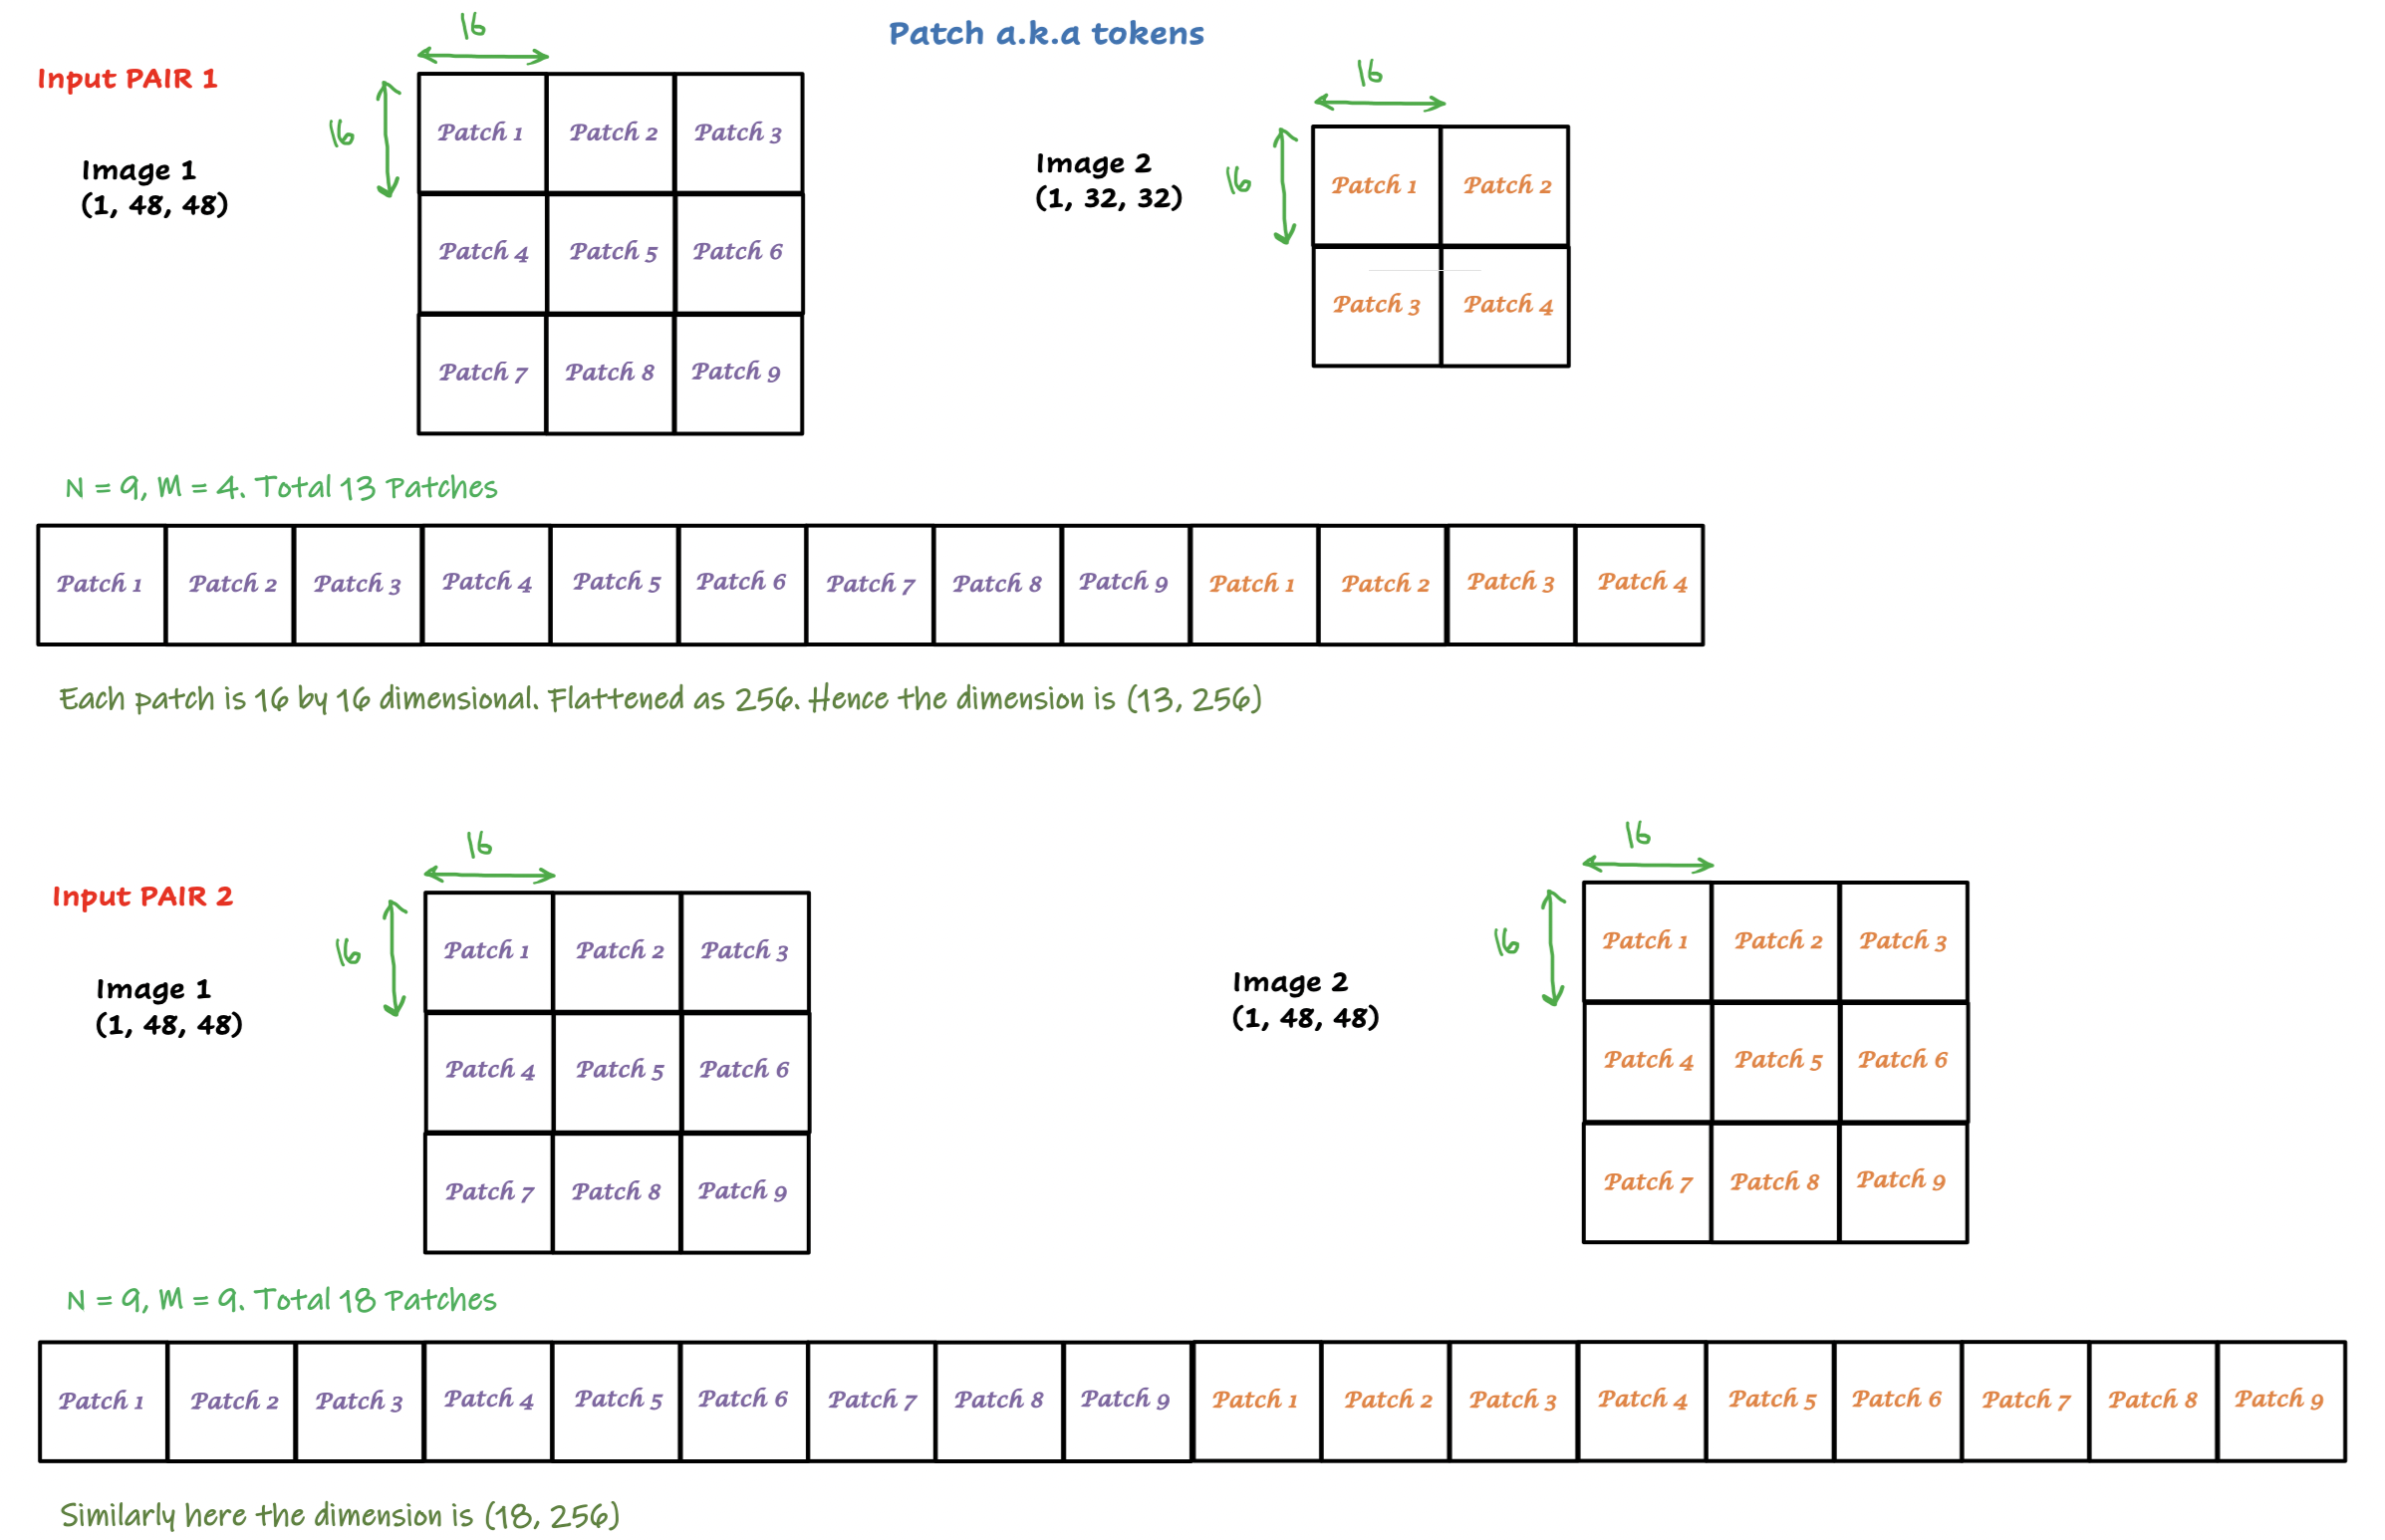 Patch a.k.a tokens
Input PAIR 1
16
16
Image 1
(1, 48, 48)
Patch 1 Patch 2 Patch 3
Patch 4 Patch 5 Patch 6
Patch 7 Patch 8 Patch 9
16
16
Image 2
(1, 32, 32)
Patch 1 Patch 2
Patch 3 Patch 4
N = 9, M = 4. Total 13 Patches
Patch 1 Patch 2 Patch 3 Patch 4 Patch 5 Patch 6 Patch 7 Patch 8 Patch 9 Patch 1 Patch 2 Patch 3 Patch 4
Each patch is 16 by 16 dimensional. Flattened as 256. Hence the dimension is (13, 256)
Input PAIR 2
16
16
Image 1
(1, 48, 48)
Patch 1 Patch 2 Patch 3
Patch 4 Patch 5 Patch 6
Patch 7 Patch 8 Patch 9
16
16
Image 2
(1, 48, 48)
Patch 1 Patch 2 Patch 3
Patch 4 Patch 5 Patch 6
Patch 7 Patch 8 Patch 9
N = 9, M = 9. Total 18 Patches
Patch 1 Patch 2 Patch 3 Patch 4 Patch 5 Patch 6 Patch 7 Patch 8 Patch 9 Patch 1 Patch 2 Patch 3 Patch 4 Patch 5 Patch 6 Patch 7 Patch 8 Patch 9
Similarly here the dimension is (18, 256)